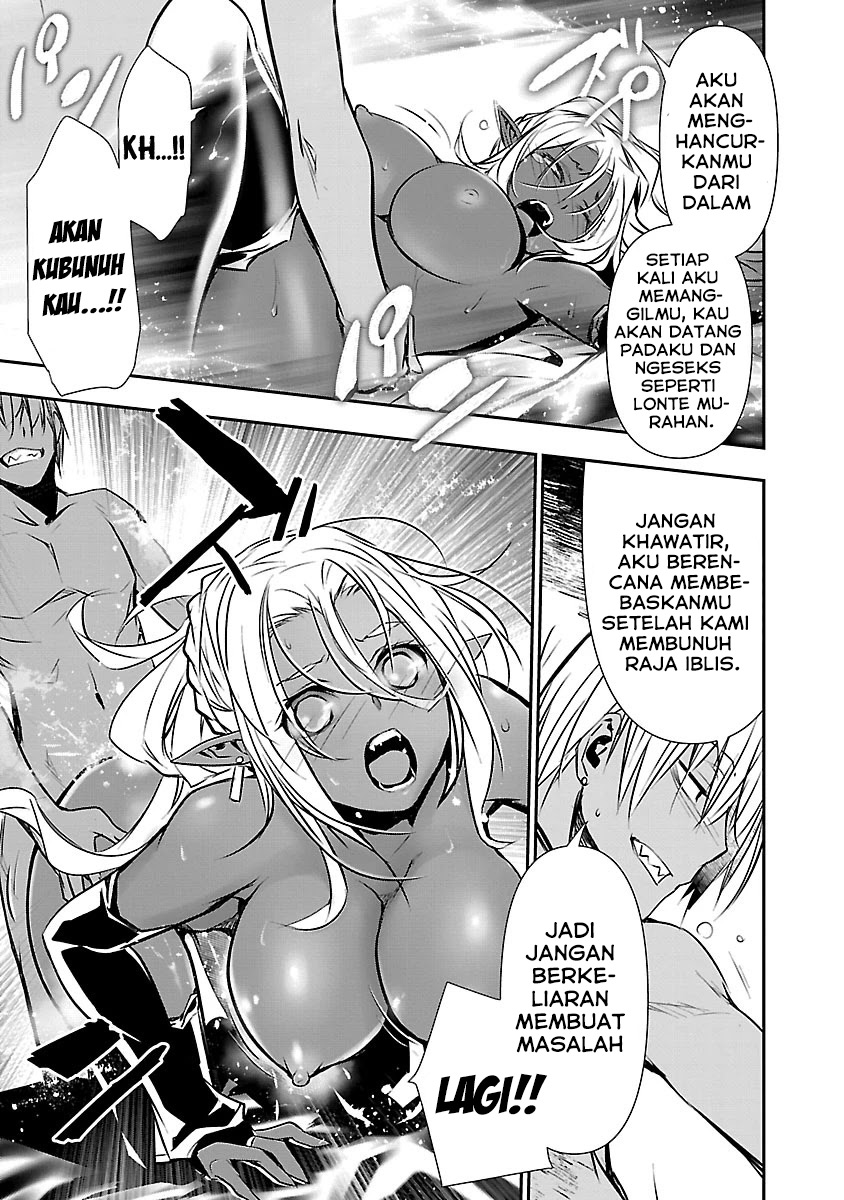 AKU
AKAN
MENG-
HANCUR-
KANMU
DARI
DALAM
SETIAP
KALI AKU
MEMANG-
GILMU, KAU
AKAN DATANG
PADAKU DAN
NGESEKS
SEPERTI
LONTE MU-
RAHAN.
KH...!!
AKAN
KUBUNUH
KAU....!!
JANGAN
KHAWATIR,
AKU BEREN-
CANA MEMBE-
BASKANMU
SETELAH KAMI
MEMBUNUH
RAJA IBLIS.
JADI
JANGAN
BERKE-
LIARAN
MEMBUAT
MASALAH
LAGI!!